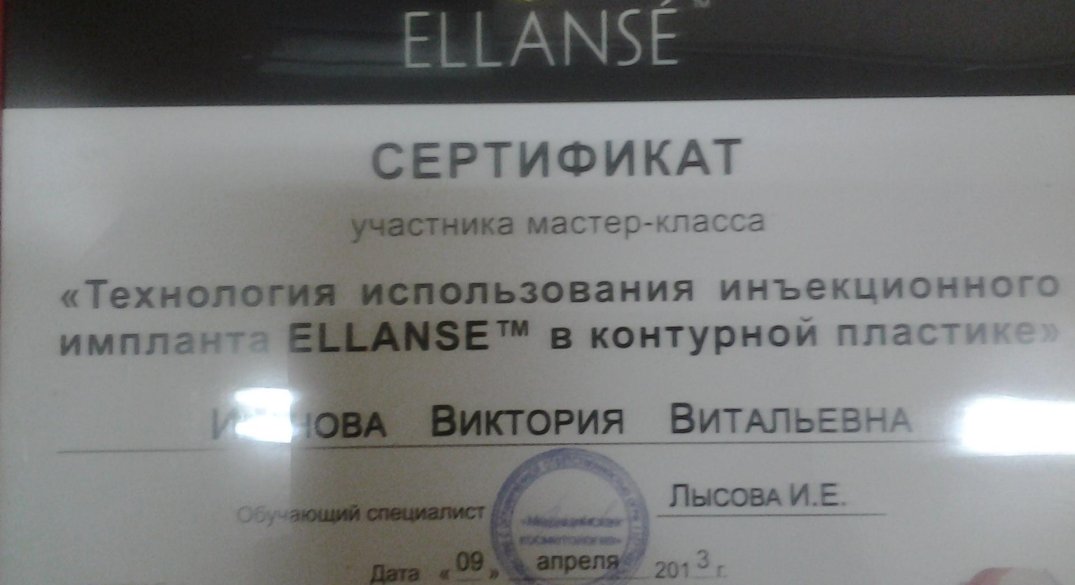 ELLANSÉ™
СЕРТИФИКАТ
участника мастер-класса
«Технология использования инъекционного
импланта ELLANSE™ в контурной пластике»
ВИКТОРИЯ ВИТАЛЬЕВНА
Обучающий специалист ЛЫСОВА И.Е.
Дата «09» апреля 2013 г.